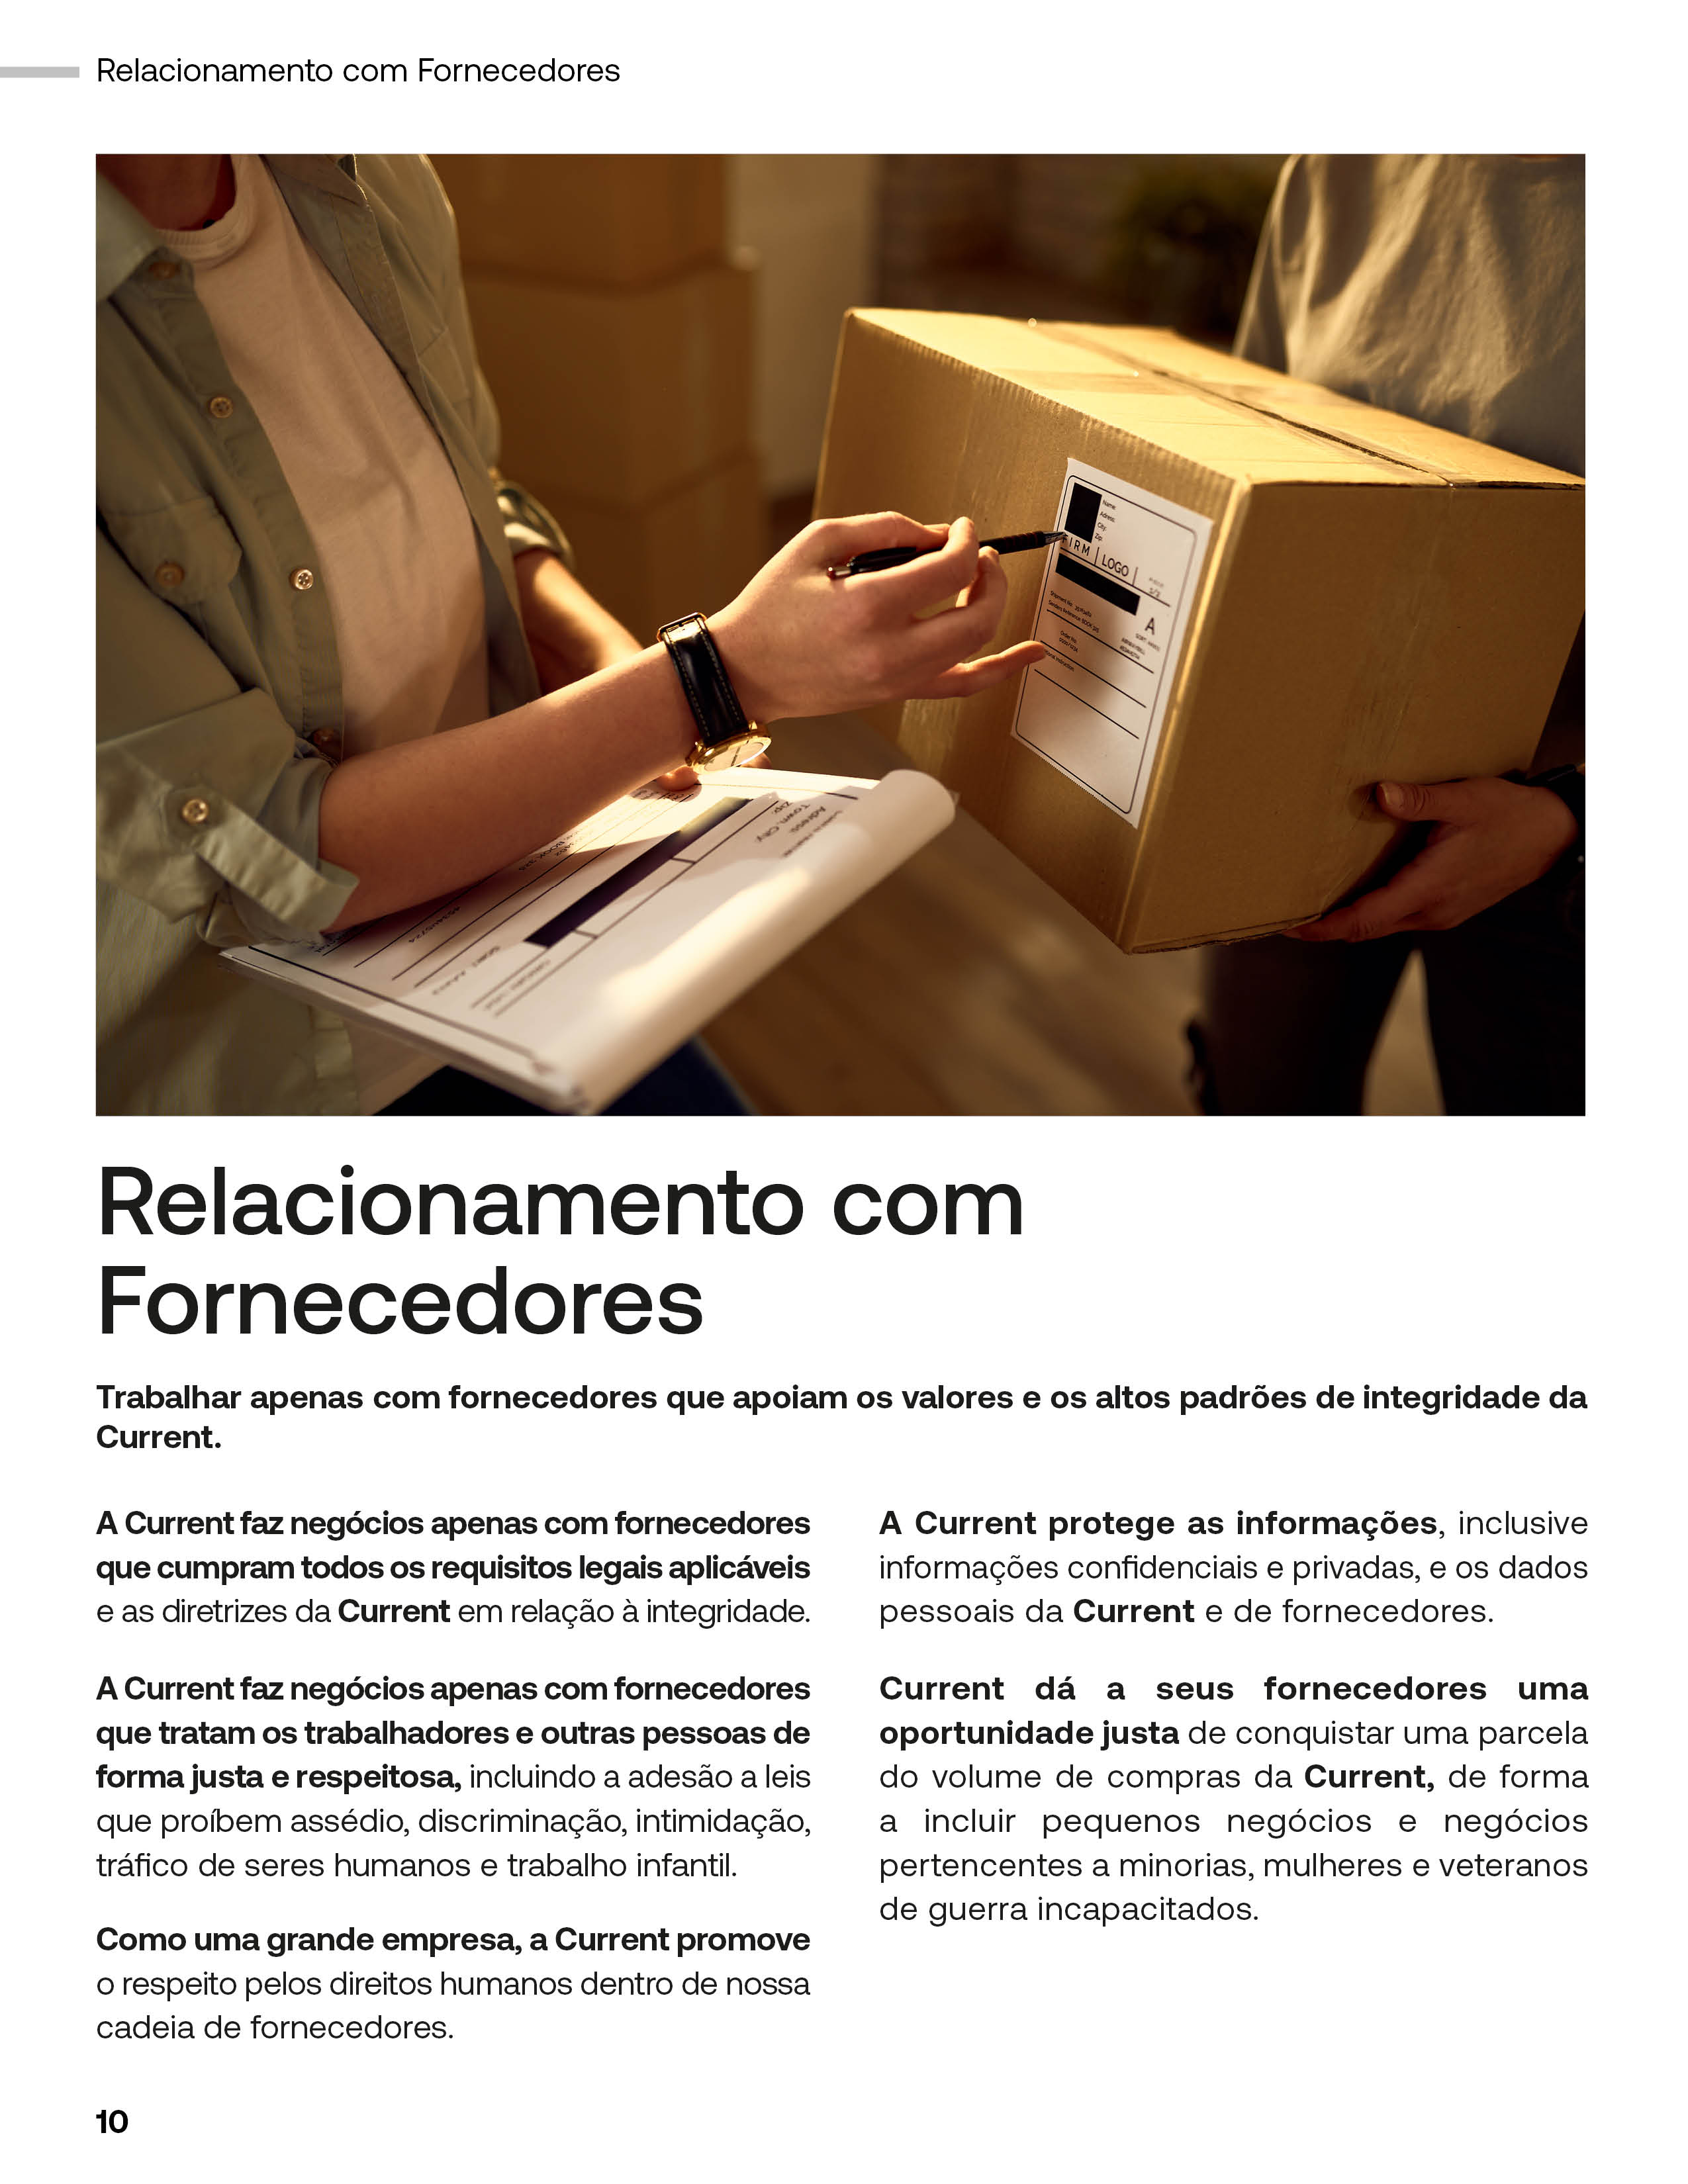 Relacionamento com Fornecedores
Name
Adress
City
Zip
FIRM | LOGO |
A
Relacionamento com
Fornecedores
Trabalhar apenas com fornecedores que apoiam os valores e os altos padrões de integridade da
Current.
A Current faz negócios apenas com fornecedores
que cumpram todos os requisitos legais aplicáveis
e as diretrizes da Current em relação à integridade.
A Current faz negócios apenas com fornecedores
que tratam os trabalhadores e outras pessoas de
forma justa e respeitosa, incluindo a adesão a leis
que proíbem assédio, discriminação, intimidação,
tráfico de seres humanos e trabalho infantil.
Como uma grande empresa, a Current promove
o respeito pelos direitos humanos dentro de nossa
cadeia de fornecedores.
A Current protege as informações, inclusive
informações confidenciais e privadas, e os dados
pessoais da Current e de fornecedores.
Current dá a seus fornecedores uma
oportunidade justa de conquistar uma parcela
do volume de compras da Current, de forma
a incluir pequenos negócios e negócios
pertencentes a minorias, mulheres e veteranos
de guerra incapacitados.
10